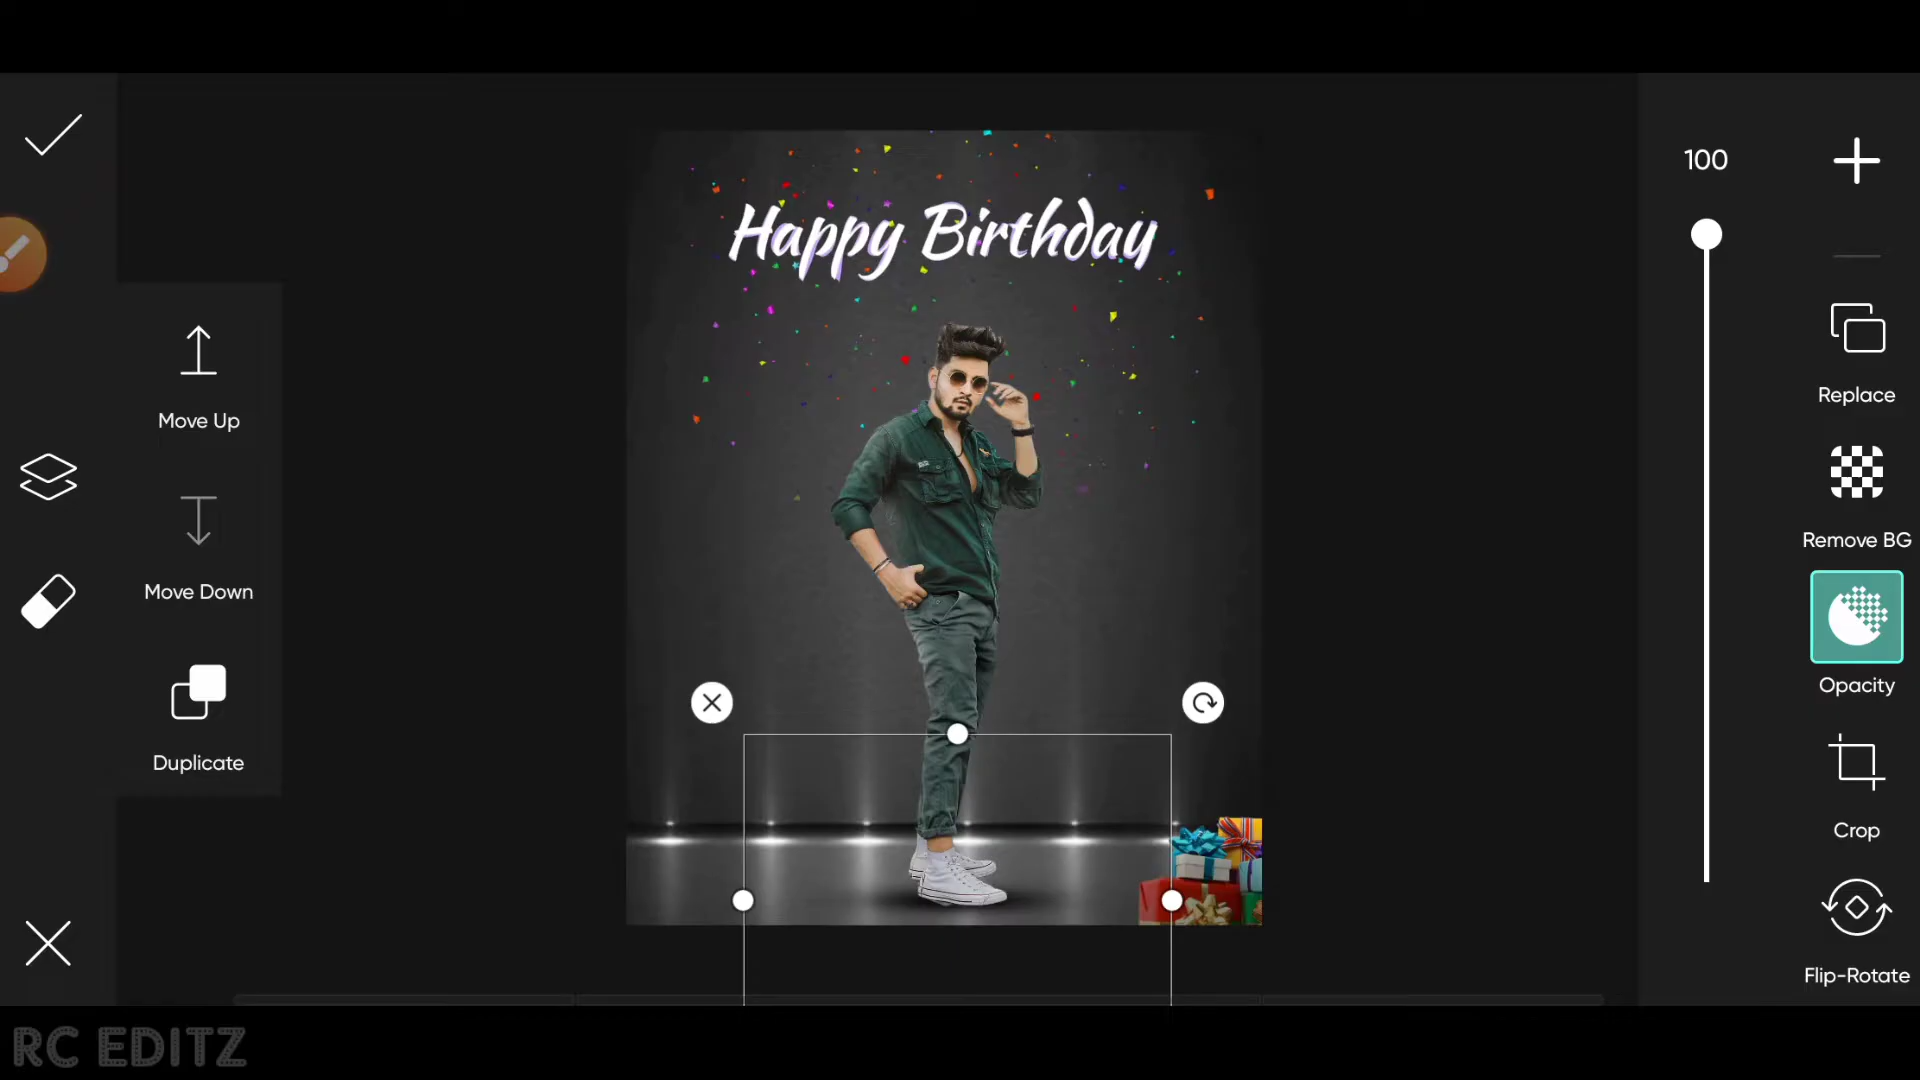 100
Happy Birthday
Move Up
Replace
Remove BG
Move Down
Opacity
Duplicate
Crop
Flip-Rotate
RC EDITZ